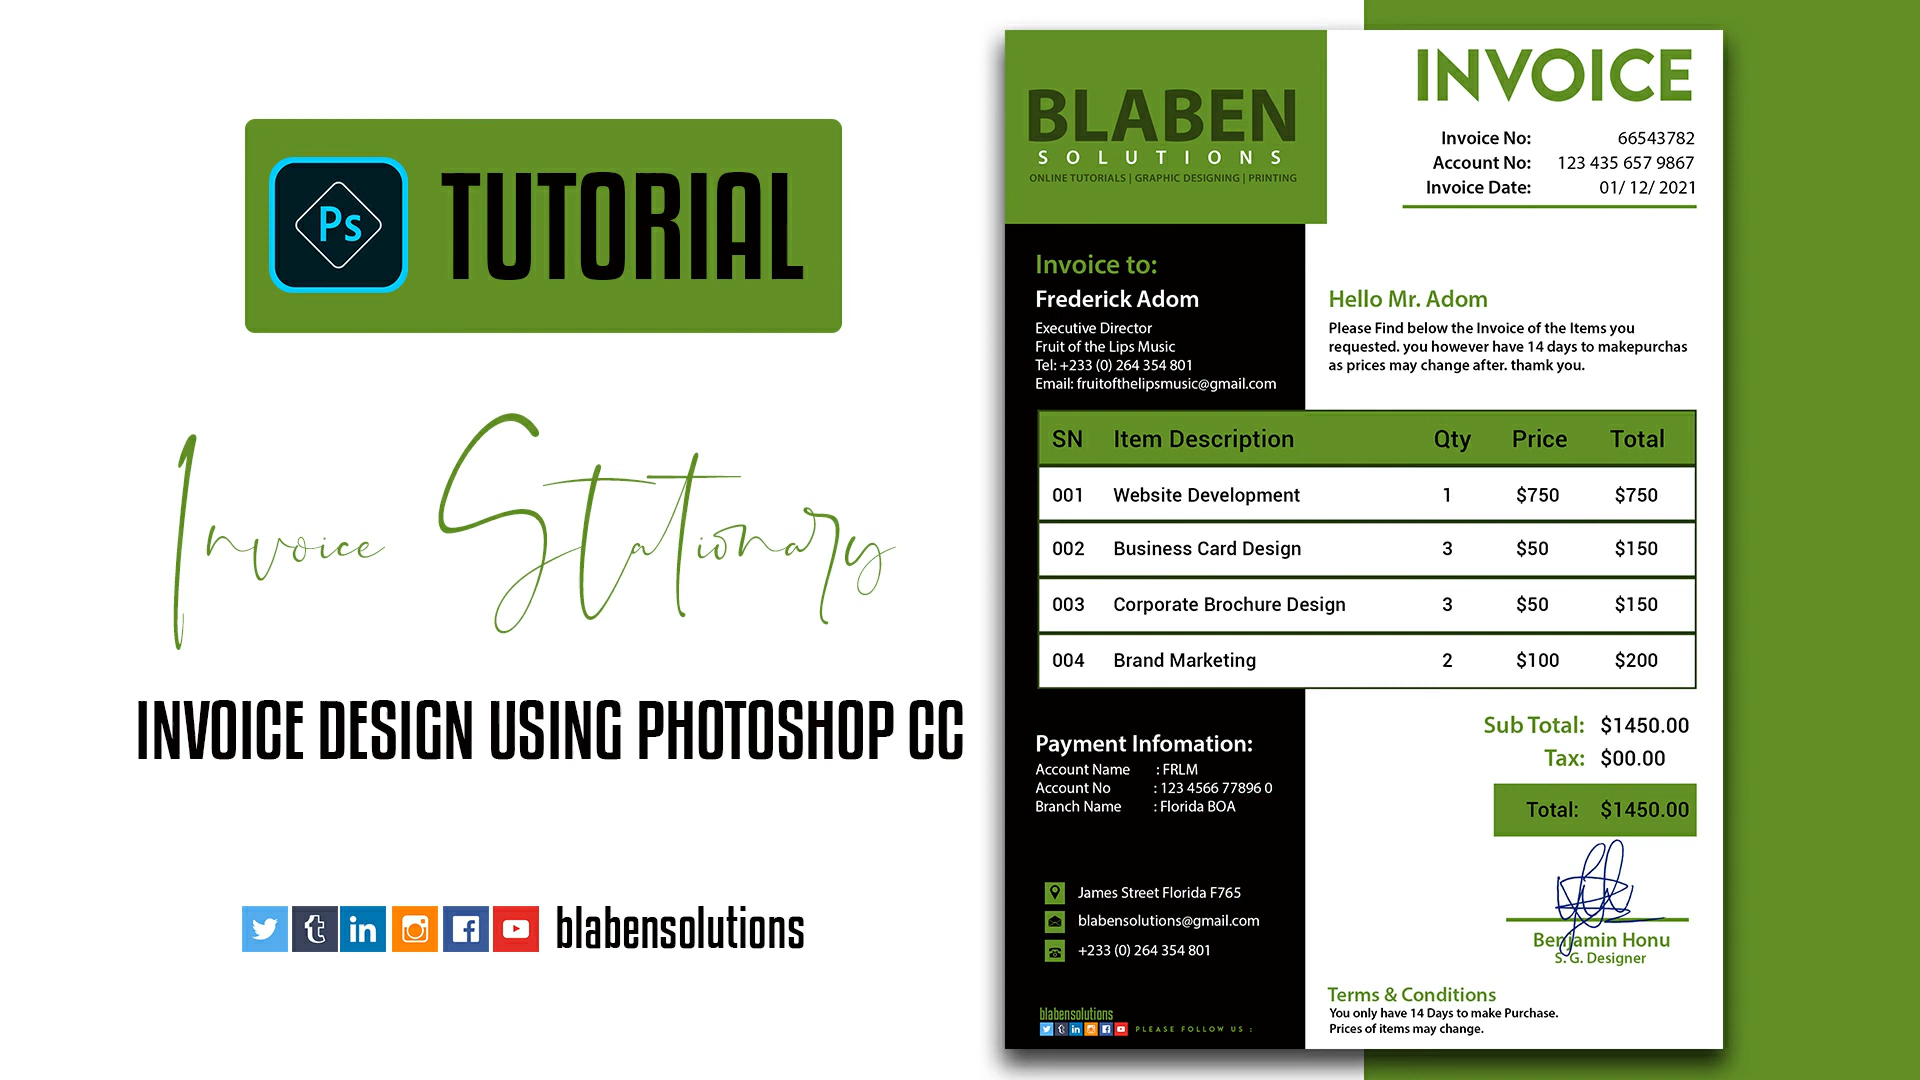 Ps
TUTORIAL
Invoice Stationary
INVOICE DESIGN USING PHOTOSHOP CC
blabensolutions
BLABEN
SOLUTIONS
ONLINE TUTORIALS | GRAPHIC DESIGNING | PRINTING
INVOICE
Invoice No: 66543782
Account No: 123 435 657 9867
Invoice Date: 01/ 12/ 2021
Invoice to:
Frederick Adom
Executive Director
Fruit of the Lips Music
Tel: +233 (0) 264 354 801
Email: fruitofthelipsmusic@gmail.com
Hello Mr. Adom
Please Find below the Invoice of the Items you
requested. you however have 14 days to makepurchas
as prices may change after. thamk you.
SN Item Description Qty Price Total
001 Website Development 1 $750 $750
002 Business Card Design 3 $50 $150
003 Corporate Brochure Design 3 $50 $150
004 Brand Marketing 2 $100 $200
Sub Total: $1450.00
Tax: $00.00
Total: $1450.00
Payment Infomation:
Account Name : FRLM
Account No : 123 4566 77896 0
Branch Name : Florida BOA
James Street Florida F765
blabensolutions@gmail.com
+233 (0) 264 354 801
Benjamin Honu
S. G. Designer
blabensolutions
PLEASE FOLLOW US :
Terms & Conditions
You only have 14 Days to make Purchase.
Prices of items may change.